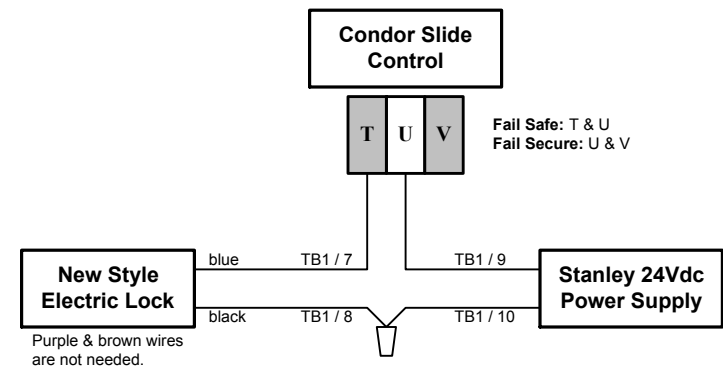 Condor Slide
Control
T U V
Fail Safe: T & U
Fail Secure: U & V
blue TB1 / 7 TB1 / 9
New Style
Electric Lock
Stanley 24Vdc
Power Supply
black TB1 / 8 TB1 / 10
Purple & brown wires
are not needed.